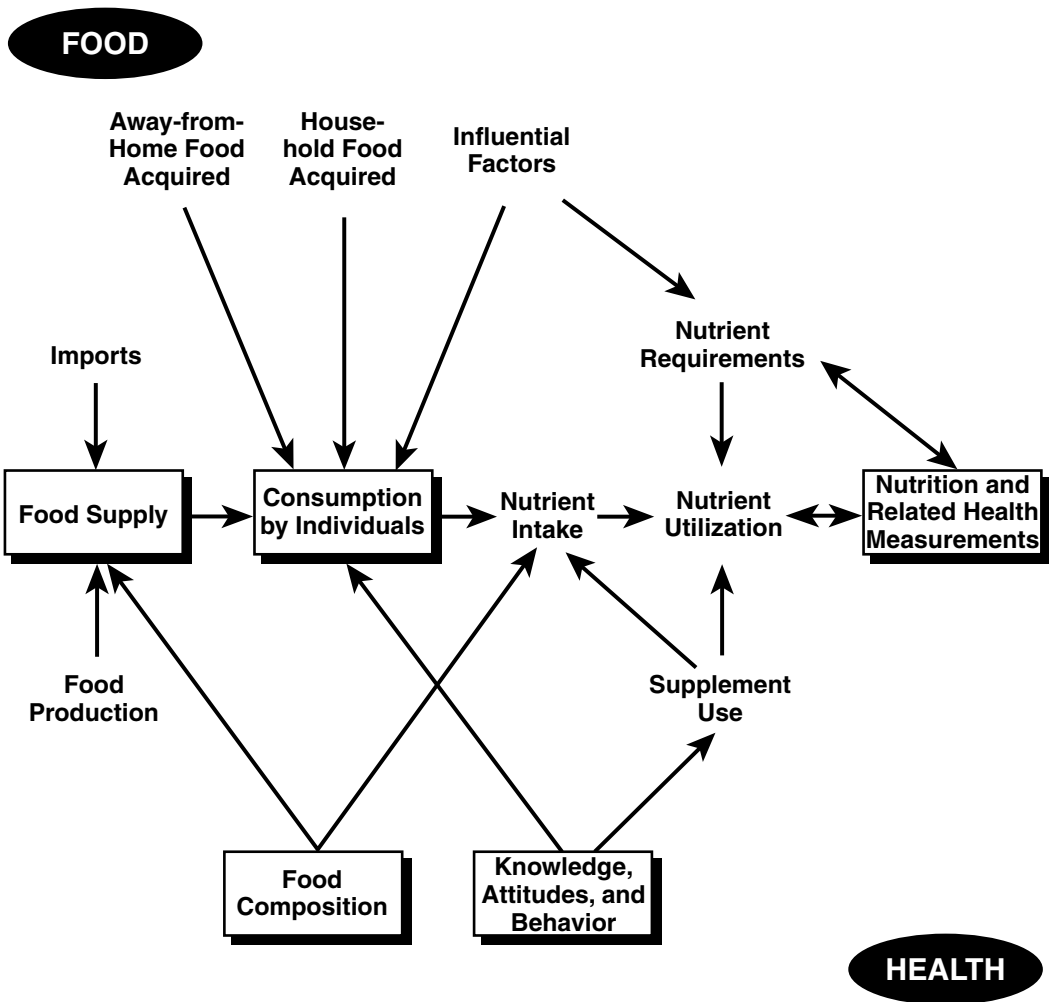 FOOD
Away-from-
Home Food
Acquired
House-
hold Food
Acquired
Influential
Factors
Imports
Nutrient
Requirements
Food Supply
Consumption
by Individuals
Nutrient
Intake
Nutrient
Utilization
Nutrition and
Related Health
Measurements
Food
Production
Supplement
Use
Food
Composition
Knowledge,
Attitudes, and
Behavior
HEALTH